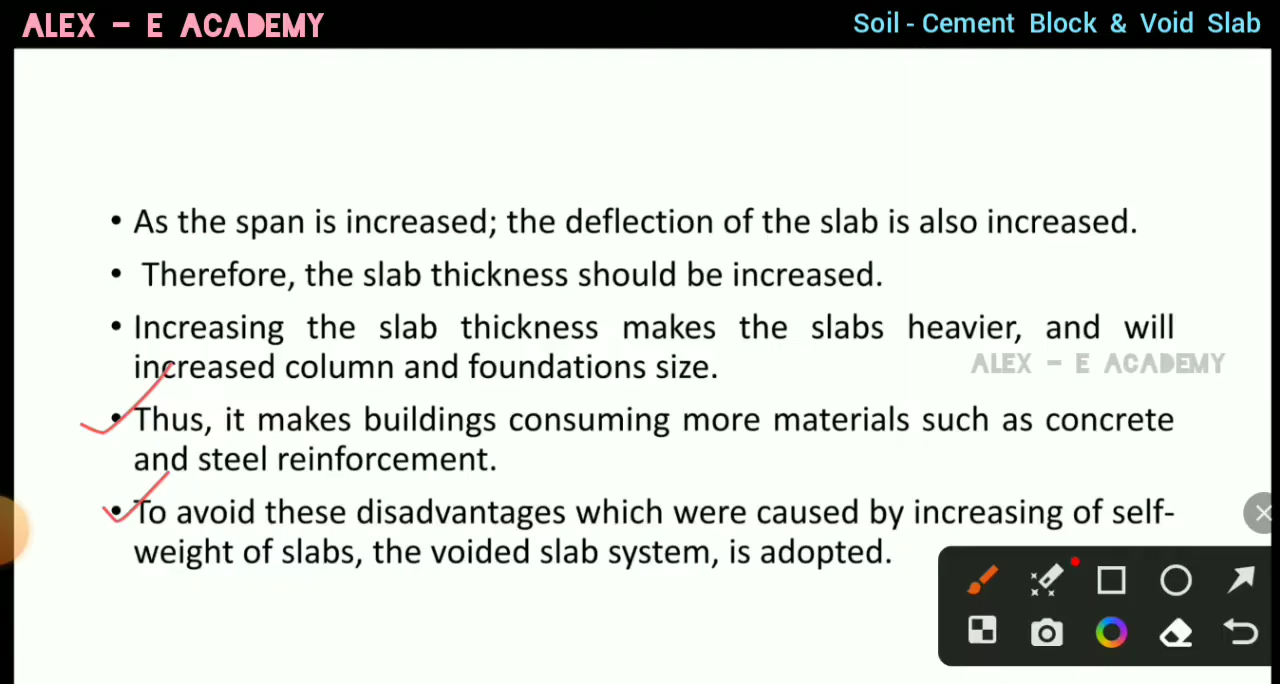 ALEX - E ACADEMY
Soil - Cement Block & Void Slab
• As the span is increased; the deflection of the slab is also increased.
• Therefore, the slab thickness should be increased.
• Increasing the slab thickness makes the slabs heavier, and will
increased column and foundations size.
ALEX - E ACADEMY
• Thus, it makes buildings consuming more materials such as concrete
and steel reinforcement.
• To avoid these disadvantages which were caused by increasing of self-
weight of slabs, the voided slab system, is adopted.